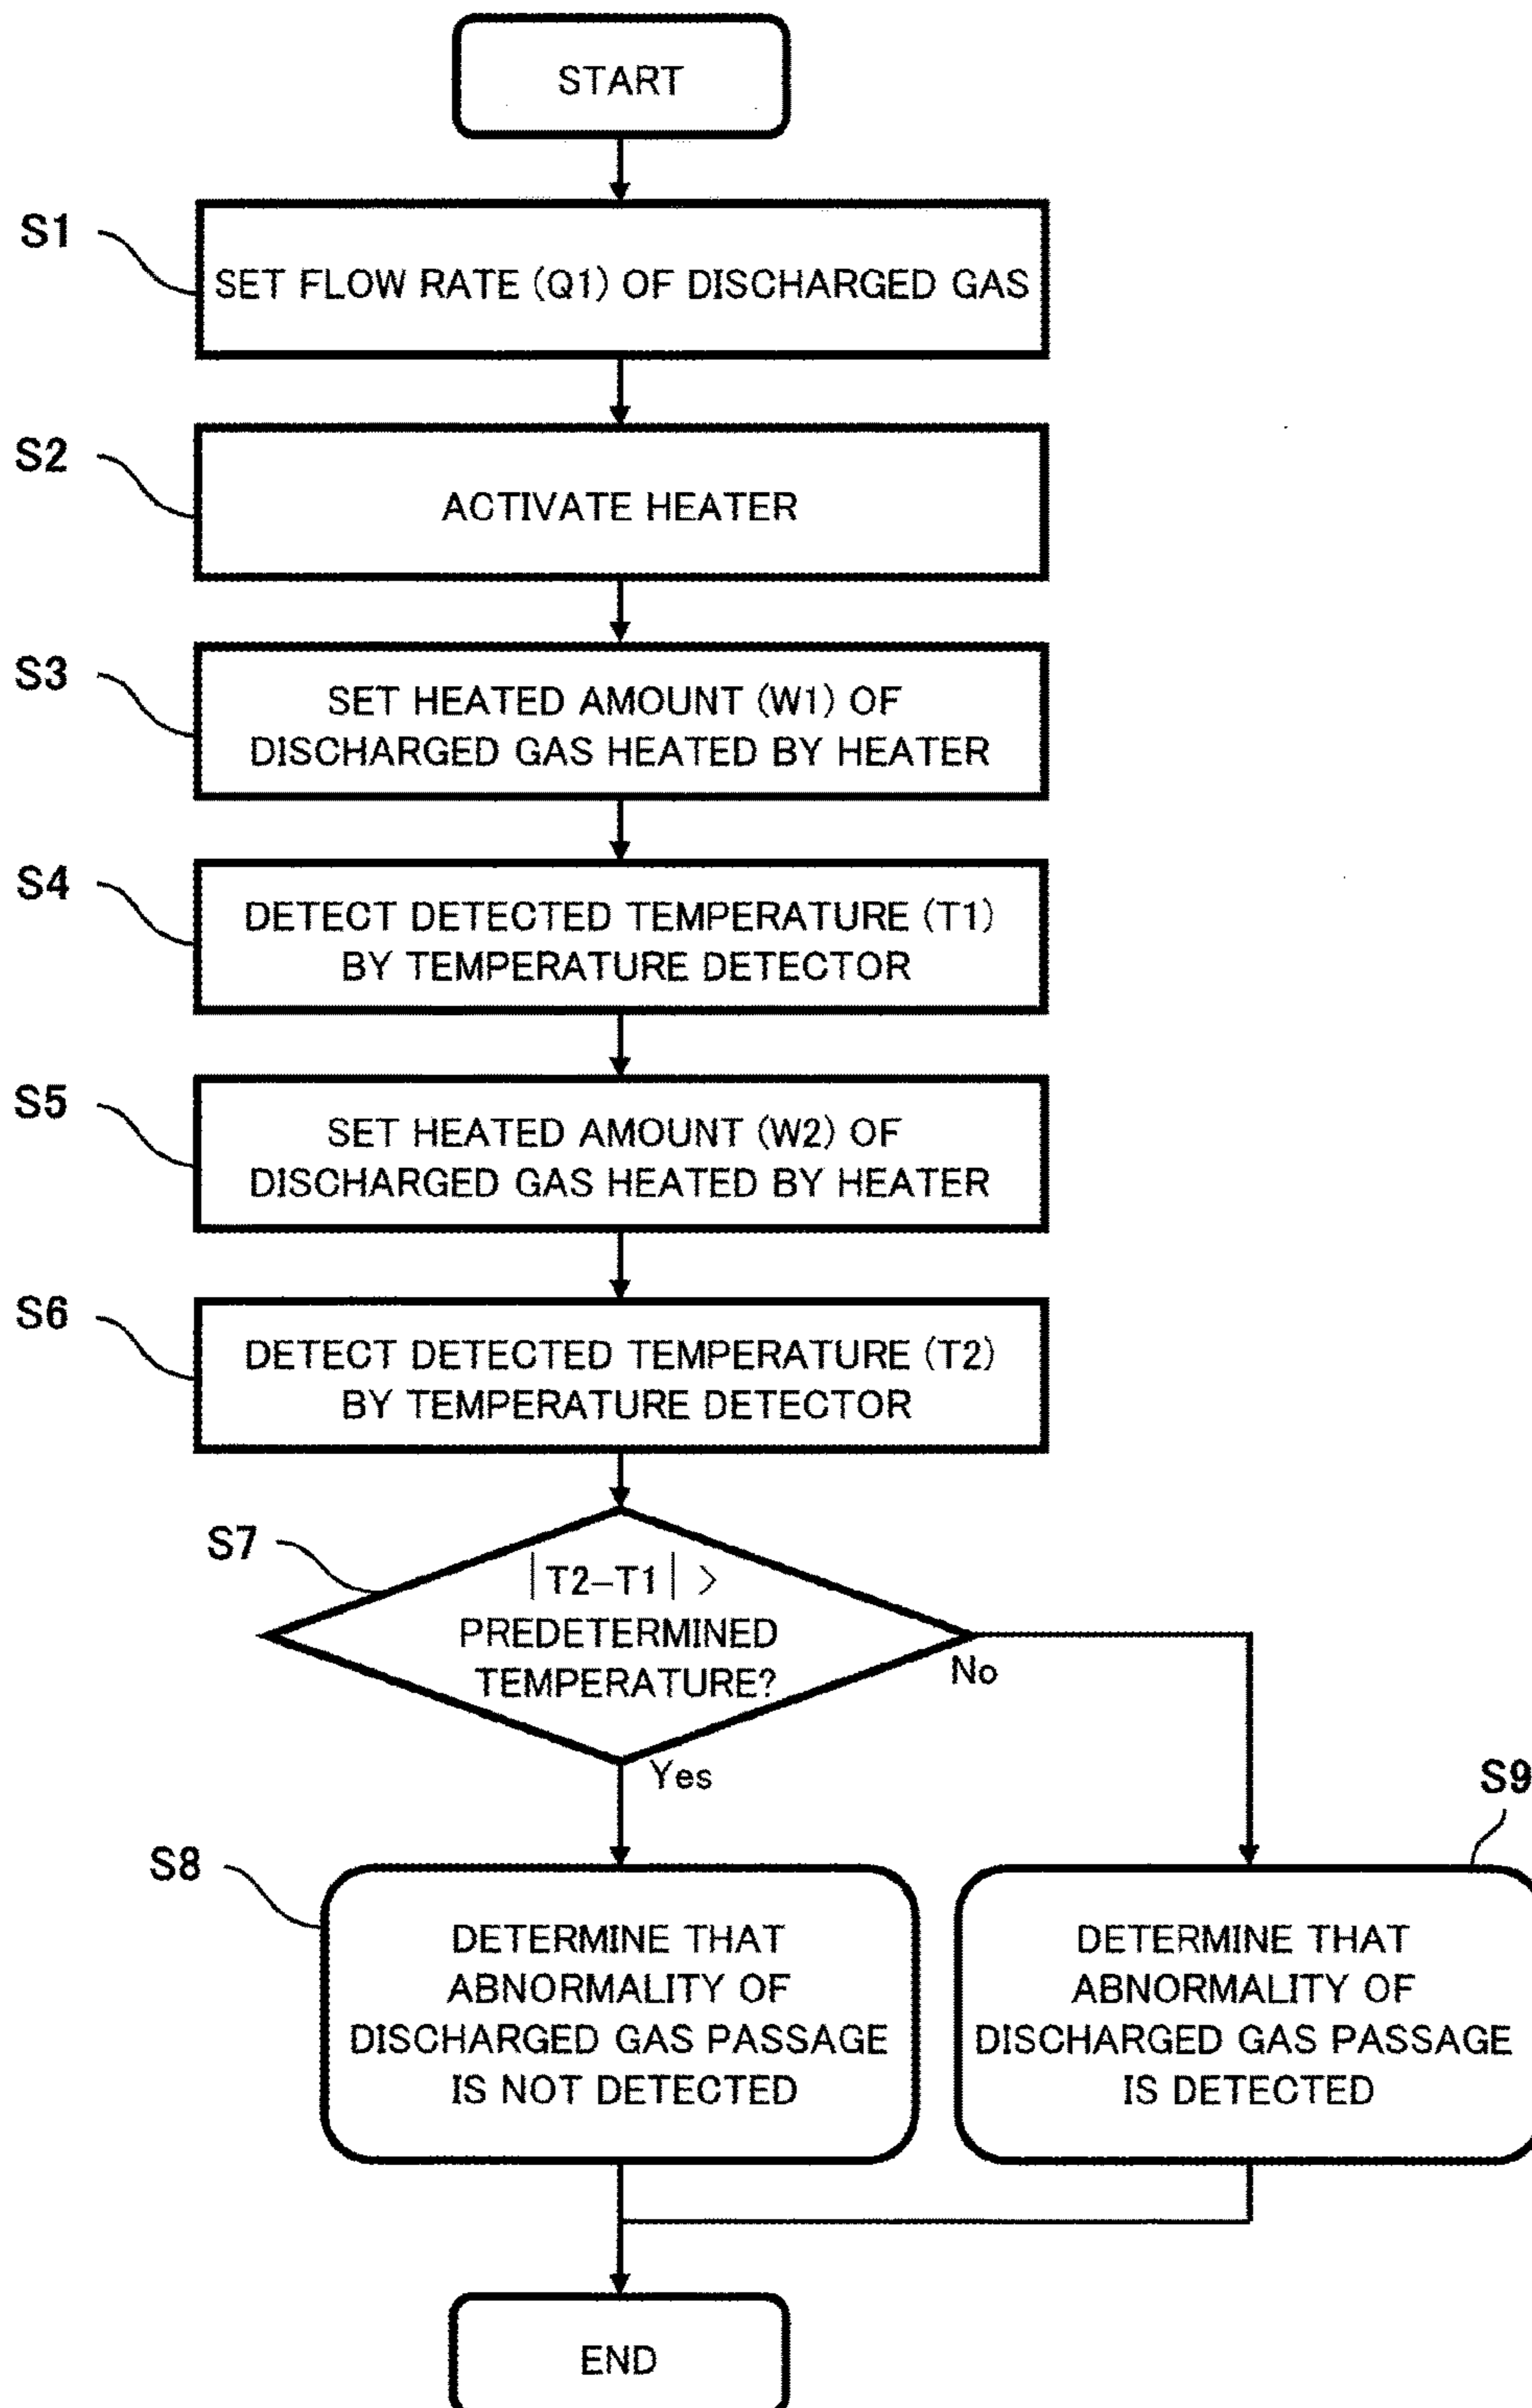 START
S1
SET FLOW RATE (Q1) OF DISCHARGED GAS
S2
ACTIVATE HEATER
S3
SET HEATED AMOUNT (W1) OF
DISCHARGED GAS HEATED BY HEATER
S4
DETECT DETECTED TEMPERATURE (T1)
BY TEMPERATURE DETECTOR
S5
SET HEATED AMOUNT (W2) OF
DISCHARGED GAS HEATED BY HEATER
S6
DETECT DETECTED TEMPERATURE (T2)
BY TEMPERATURE DETECTOR
S7
|T2-T1| >
PREDETERMINED
TEMPERATURE?
No
Yes
S8
DETERMINE THAT
ABNORMALITY OF
DISCHARGED GAS PASSAGE
IS NOT DETECTED
S9
DETERMINE THAT
ABNORMALITY OF
DISCHARGED GAS PASSAGE
IS DETECTED
END